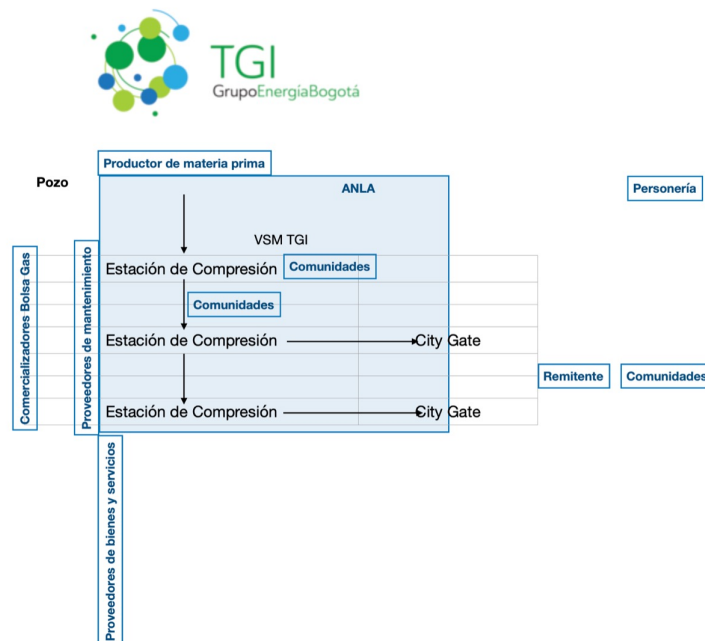 TGI
GrupoEnergíaBogotá
Productor de materia prima
Pozo
ANLA
Personería
VSM TGI
Estación de Compresión
Comunidades
Comunidades
Estación de Compresión
City Gate
Remitente
Comunidades
Estación de Compresión
City Gate
Comercializadores Bolsa Gas
Proveedores de mantenimiento
Proveedores de bienes y servicios